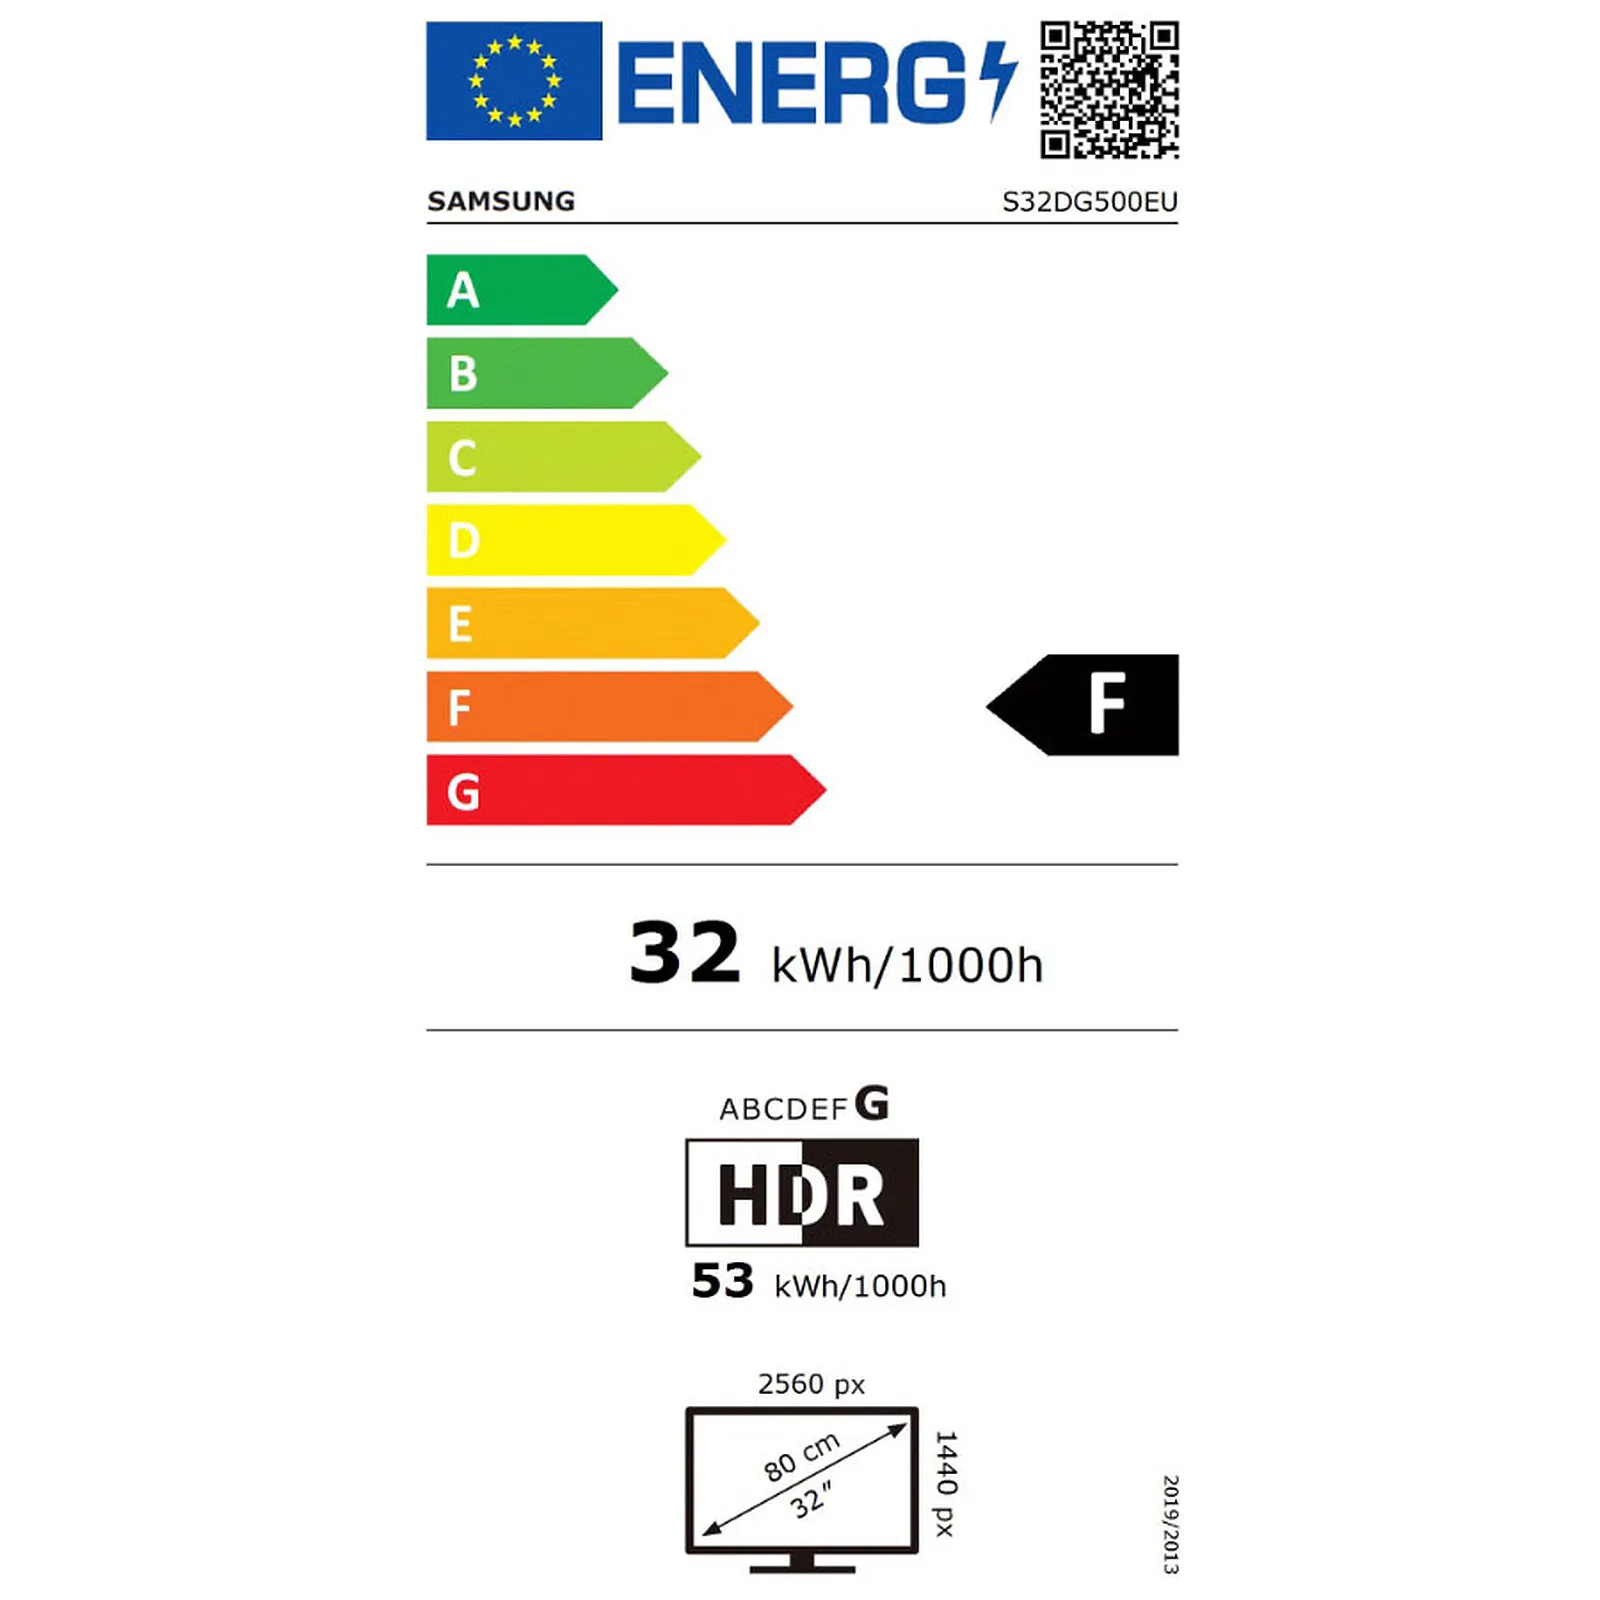 ENERG
SAMSUNG
S32DG500EU
A
B
C
D
E
F
F
G
32 kWh/1000h
ABCDEFG
HDR
53 kWh/1000h
2560 px
80 cm
32"
1440 px
2019/2013